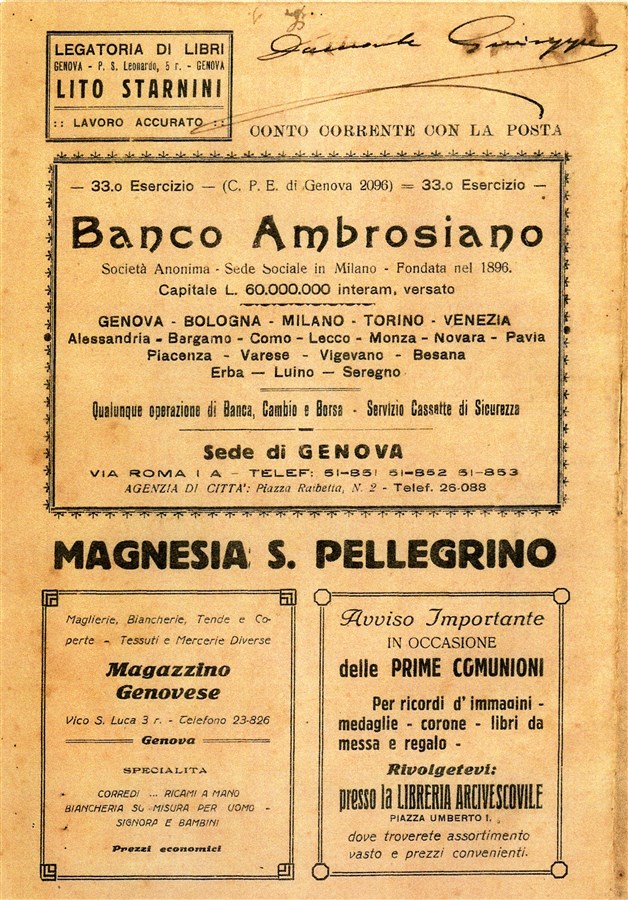 LEGATORIA DI LIBRI
GENOVA - P. S. Leonardo, 5 r. - GENOVA
LITO STARNINI
:: LAVORO ACCURATO ::
Giuseppe
CONTO CORRENTE CON LA POSTA
— 33.o Esercizio — (C. P. E. di Genova 2096) = 33.o Esercizio —
Banco Ambrosiano
Società Anonima - Sede Sociale in Milano - Fondata nel 1896.
Capitale L. 60.000.000 interam, versato
GENOVA - BOLOGNA - MILANO - TORINO - VENEZIA
Alessandria - Bargamo - Como - Lecco - Monza - Novara - Pavia
Piacenza - Varese - Vigevano - Besana
Erba — Luino — Seregno
Qualunque operazione di Banca, Cambio e Borsa - Servizio Cassatte di Sicurezza
Sede di GENOVA
VIA ROMA 1 A - TELEF: 51-851 51-852 51-853
AGENZIA DI CITTA': Piazza Raibetta, N. 2 - Telef. 26-088
MAGNESIA S. PELLEGRINO
Maglierie, Biancherie, Tende e Co-
perte - Tessuti e Mercerie Diverse
Magazzino
Genovese
Vico S. Luca 3 r. - Telefono 23-826
Genova
SPECIALITA
CORREDI ... RICAMI A MANO
BIANCHERIA SU MISURA PER UOMO -
SIGNORA E BAMBINI
Prezzi economici
Avviso Importante
IN OCCASIONE
delle PRIME COMUNIONI
Per ricordi d' immagini -
medaglie - corone - libri da
messa e regalo -
Rivolgetevi:
presso la LIBRERIA ARCIVESCOVILE
PIAZZA UMBERTO I,
dove troverete assortimento
vasto e prezzi convenienti.